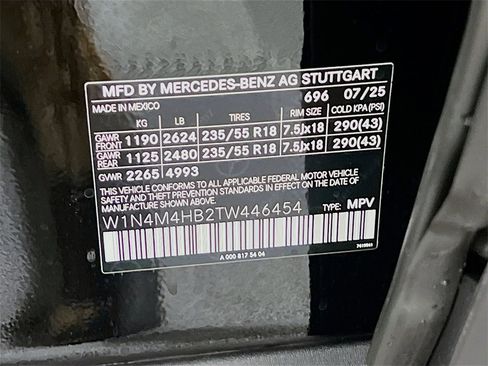 MFD BY MERCEDES-BENZ AG STUTTGART
MADE IN MEXICO 696 07/25
KG LB TIRES RIM SIZE COLD KPA(PSI)
GAWR FRONT 1190 2624 235/55 R18 7.5Jx18 290(43)
GAWR REAR 1125 2480 235/55 R18 7.5Jx18 290(43)
GWR 2265 4993
THIS VEHICLE CONFORMS TO ALL APPLICABLE FEDERAL MOTOR VEHICLE
SAFETY BUMPER AND THEFT PREVENTION STANDARDS IN EFFECT ON THE
DATE OF MANUFACTURE SHOWN ABOVE
W1N4M4HB2TW446454 TYPE: MPV
A 000 817 54 04